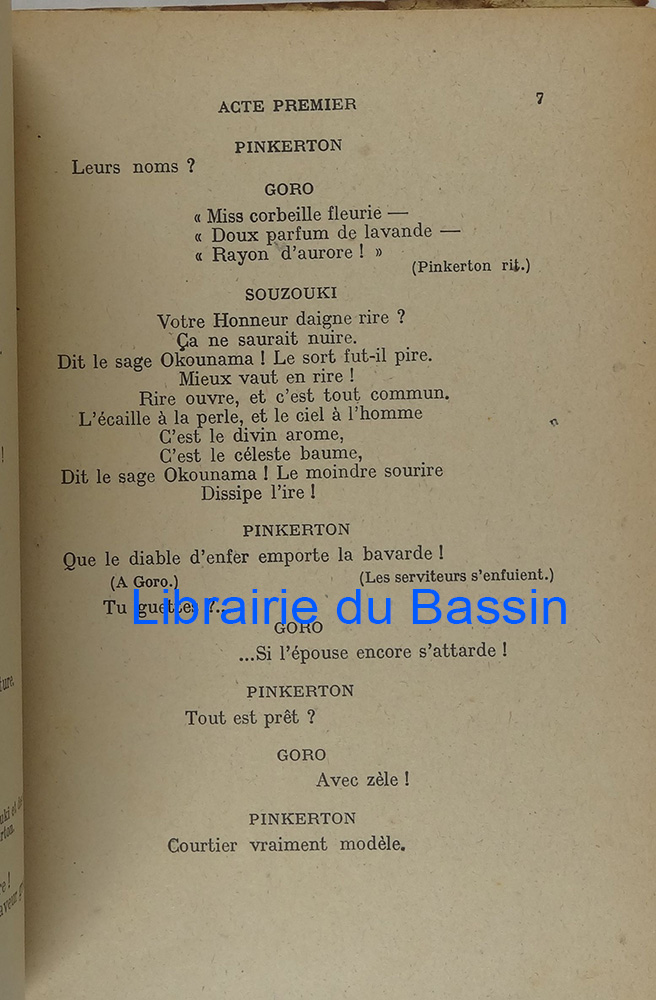 ACTE PREMIER
7
PINKERTON
Leurs noms ?
GORO
« Miss corbeille fleurie —
« Doux parfum de lavande —
« Rayon d'aurore ! »
(Pinkerton rit.)
SOUZOUKI
Votre Honneur daigne rire ?
Ça ne saurait nuire.
Dit le sage Okounama ! Le sort fut-il pire.
Mieux vaut en rire !
Rire ouvre, et c'est tout commun.
L'écaille à la perle, et le ciel à l'homme
C'est le divin arome,
C'est le céleste baume,
Dit le sage Okounama ! Le moindre sourire
Dissipe l'ire !
PINKERTON
Que le diable d'enfer emporte la bavarde !
(A Goro.)
(Les serviteurs s'enfuient.)
Tu guettes ?..
Librairie du Bassin
GORO
...Si l'épouse encore s'attarde !
PINKERTON
Tout est prêt ?
GORO
Avec zèle !
PINKERTON
Courtier vraiment modèle.